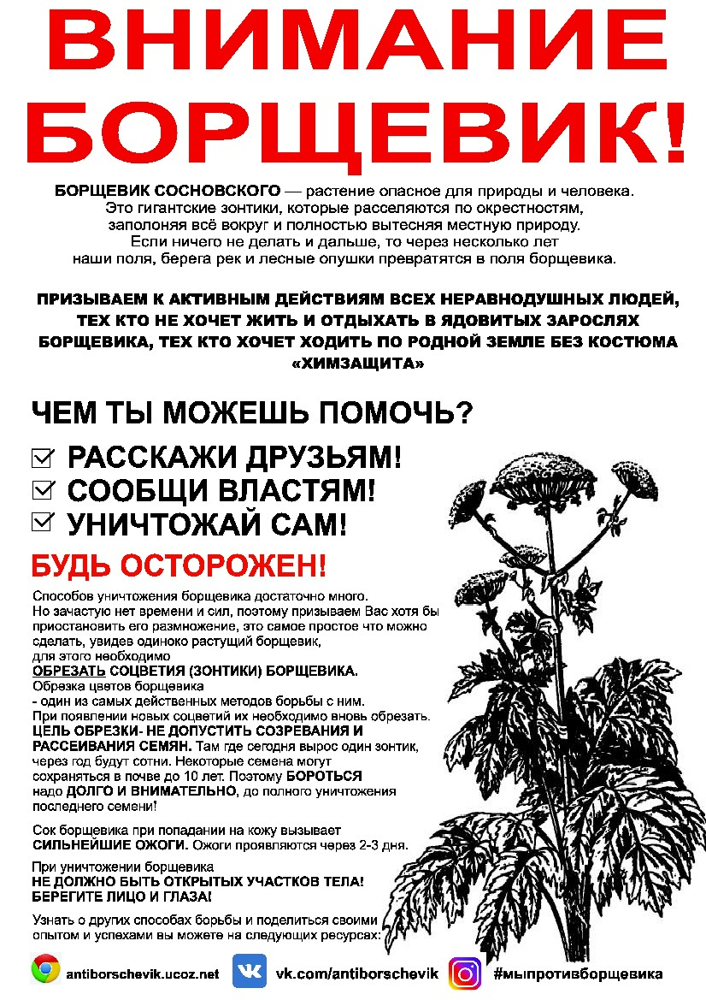 ВНИМАНИЕ
БОРЩЕВИК!
БОРЩЕВИК СОСНОВСКОГО — растение опасное для природы и человека.
Это гигантские зонтики, которые расселяются по окрестностям,
заполоняя всё вокруг и полностью вытесняя местную природу.
Если ничего не делать и дальше, то через несколько лет
наши поля, берега рек и лесные опушки превратятся в поля борщевика.
ПРИЗЫВАЕМ К АКТИВНЫМ ДЕЙСТВИЯМ ВСЕХ НЕРАВНОДУШНЫХ ЛЮДЕЙ,
ТЕХ КТО НЕ ХОЧЕТ ЖИТЬ И ОТДЫХАТЬ В ЯДОВИТЫХ ЗАРОСЛЯХ
БОРЩЕВИКА, ТЕХ КТО ХОЧЕТ ХОДИТЬ ПО РОДНОЙ ЗЕМЛЕ БЕЗ КОСТЮМА
«ХИМЗАЩИТА»
ЧЕМ ТЫ МОЖЕШЬ ПОМОЧЬ?
РАССКАЖИ ДРУЗЬЯМ!
СООБЩИ ВЛАСТЯМ!
УНИЧТОЖАЙ САМ!
БУДЬ ОСТОРОЖЕН!
Способов уничтожения борщевика достаточно много.
Но зачастую нет времени и сил, поэтому призываем Вас хотя бы
приостановить его размножение, это самое простое что можно
сделать, увидев одиноко растущий борщевик,
для этого необходимо
ОБРЕЗАТЬ СОЦВЕТИЯ (ЗОНТИКИ) БОРЩЕВИКА.
Обрезка цветов борщевика
- один из самых действенных методов борьбы с ним.
При появлении новых соцветий их необходимо вновь обрезать.
ЦЕЛЬ ОБРЕЗКИ- НЕ ДОПУСТИТЬ СОЗРЕВАНИЯ И
РАССЕИВАНИЯ СЕМЯН. Там где сегодня вырос один зонтик,
через год будут сотни. Некоторые семена могут
сохраняться в почве до 10 лет. Поэтому БОРОТЬСЯ
надо ДОЛГО И ВНИМАТЕЛЬНО, до полного уничтожения
последнего семени!
Сок борщевика при попадании на кожу вызывает
СИЛЬНЕЙШИЕ ОЖОГИ. Ожоги проявляются через 2-3 дня.
При уничтожении борщевика
НЕ ДОЛЖНО БЫТЬ ОТКРЫТЫХ УЧАСТКОВ ТЕЛА!
БЕРЕГИТЕ ЛИЦО И ГЛАЗА!
Узнать о других способах борьбы и поделиться своими
опытом и успехами вы можете на следующих ресурсах:
antiborschevik.ucoz.net vk.com/antiborschevik #мыпротивборщевика